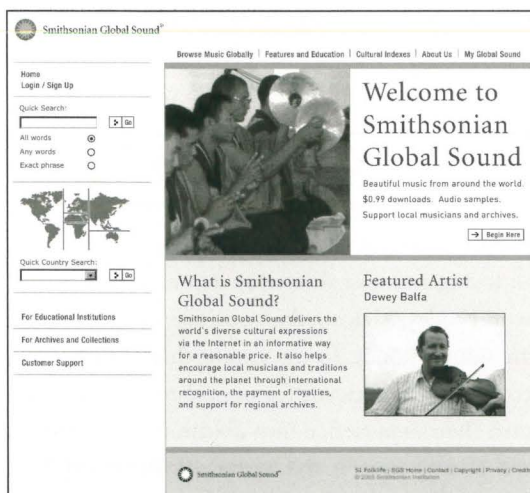 Smithsonian Global Sound®
Browse Music Globally | Features and Education | Cultural Indexes | About Us | My Global Sound
Home
Login / Sign Up
Quick Search:
Go
All words
Any words
Exact phrase
Quick Country Search:
Go
For Educational Institutions
For Archives and Collections
Customer Support
Welcome to
Smithsonian
Global Sound
Beautiful music from around the world.
$0.99 downloads. Audio samples.
Support local musicians and archives.
Begin Here
What is Smithsonian
Global Sound?
Smithsonian Global Sound delivers the
world's diverse cultural expressions
via the Internet in an informative way
for a reasonable price. It also helps
encourage local musicians and traditions
around the planet through international
recognition, the payment of royalties,
and support for regional archives.
Featured Artist
Dewey Balfa
Smithsonian Global Sound
SI Folklife | SGS Home | Contact | Copyright | Privacy | Credits
© 2005 Smithsonian Institution